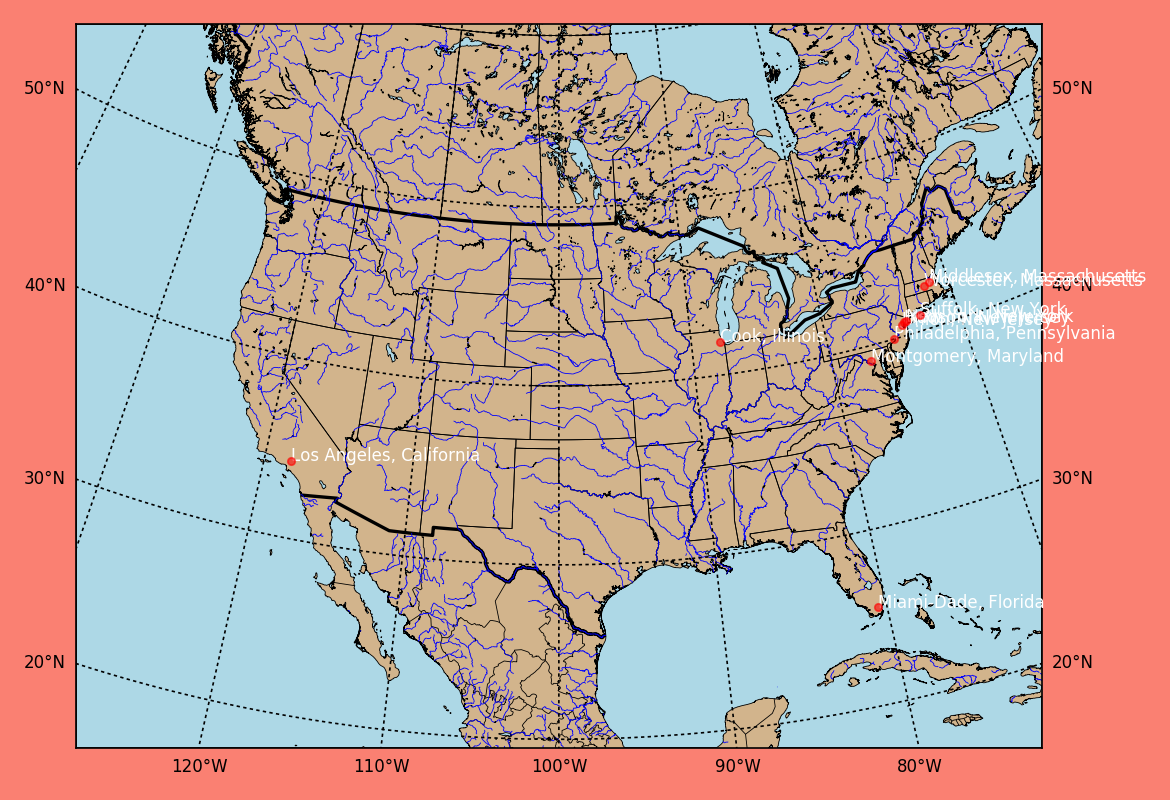 50°N
50°N
Middlesex, Massachusetts
Worcester, Massachusetts
40°N
40°N
Suffolk, New York
New Jersey
Philadelphia, Pennsylvania
Cook, Illinois
Montgomery, Maryland
Los Angeles, California
30°N
30°N
Miami-Dade, Florida
20°N
20°N
120°W
110°W
100°W
90°W
80°W